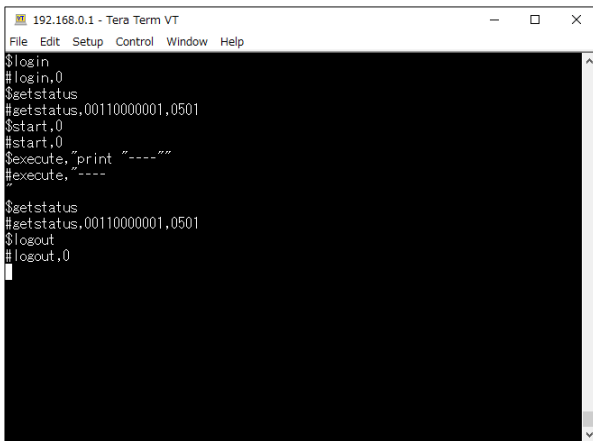 192.168.0.1 - Tera Term VT
File Edit Setup Control Window Help
$login
#login,0
$getstatus
#getstatus,00110000001,0501
$start,0
#start,0
$execute,"print "----""
#execute,"----
"
$getstatus
#getstatus,00110000001,0501
$logout
#logout,0